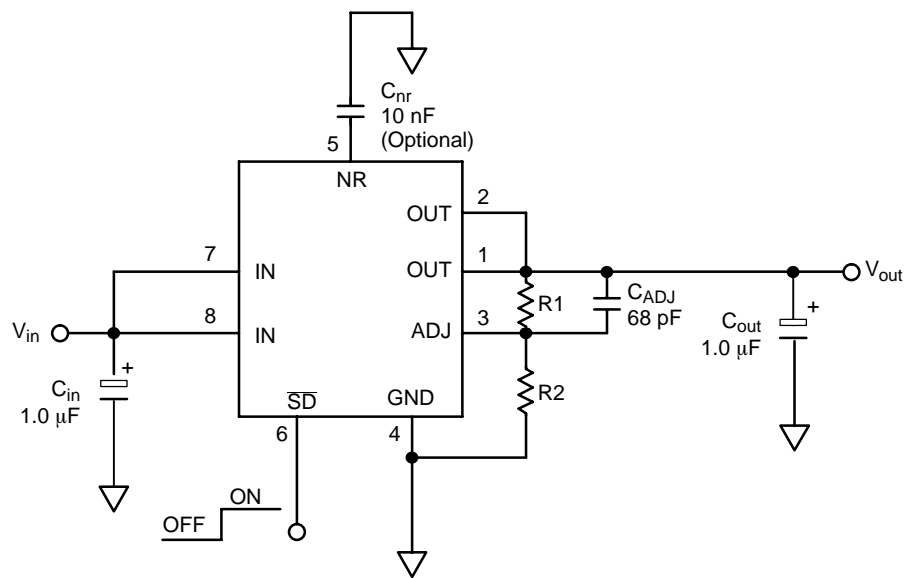 Cnr
10 nF
(Optional)
5
NR
2
OUT
7
1
IN
OUT
Vout
R1
CADJ
68 pF
Vin
8
3
IN
ADJ
Cout
1.0 µF
+
+
Cin
1.0 µF
SD
GND
R2
6
4
ON
OFF